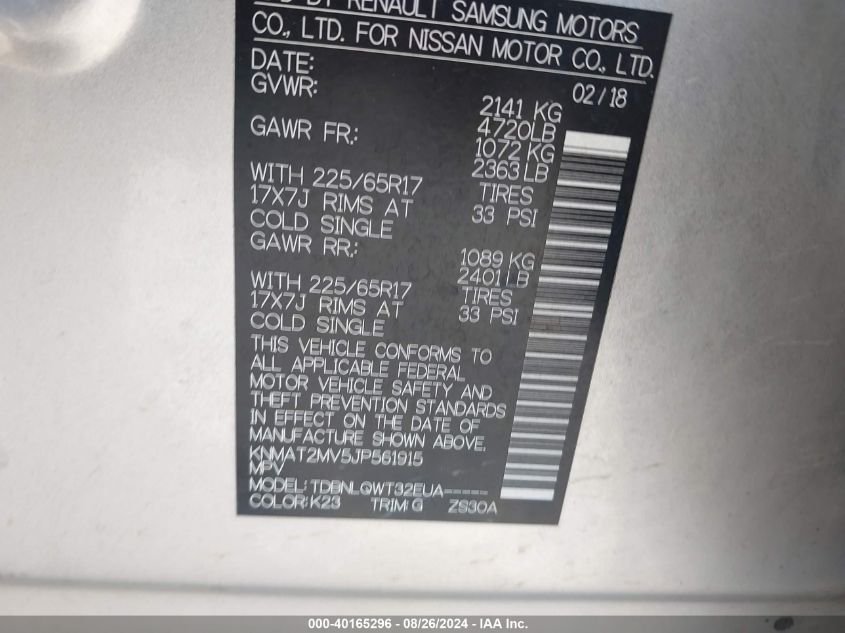 RENAULT SAMSUNG MOTORS
CO., LTD. FOR NISSAN MOTOR CO., LTD.
DATE: 02/18
GVWR: 2141 KG
4720LB
GAWR FR.: 1072 KG
2363LB
WITH 225/65R17 TIRES
17X7J RIMS AT 33 PSI
COLD SINGLE
GAWR RR.: 1089 KG
2401LB
WITH 225/65R17 TIRES
17X7J RIMS AT 33 PSI
COLD SINGLE
THIS VEHICLE CONFORMS TO
ALL APPLICABLE FEDERAL
MOTOR VEHICLE SAFETY AND
THEFT PREVENTION STANDARDS
IN EFFECT ON THE DATE OF
MANUFACTURE SHOWN ABOVE.
KNMAT2MV5JP561915
MPV
MODEL: TDBNLQWT32EUA-----
COLOR:K23 TRIM:G ZS30A
000-40165296 - 08/26/2024 - IAA Inc.